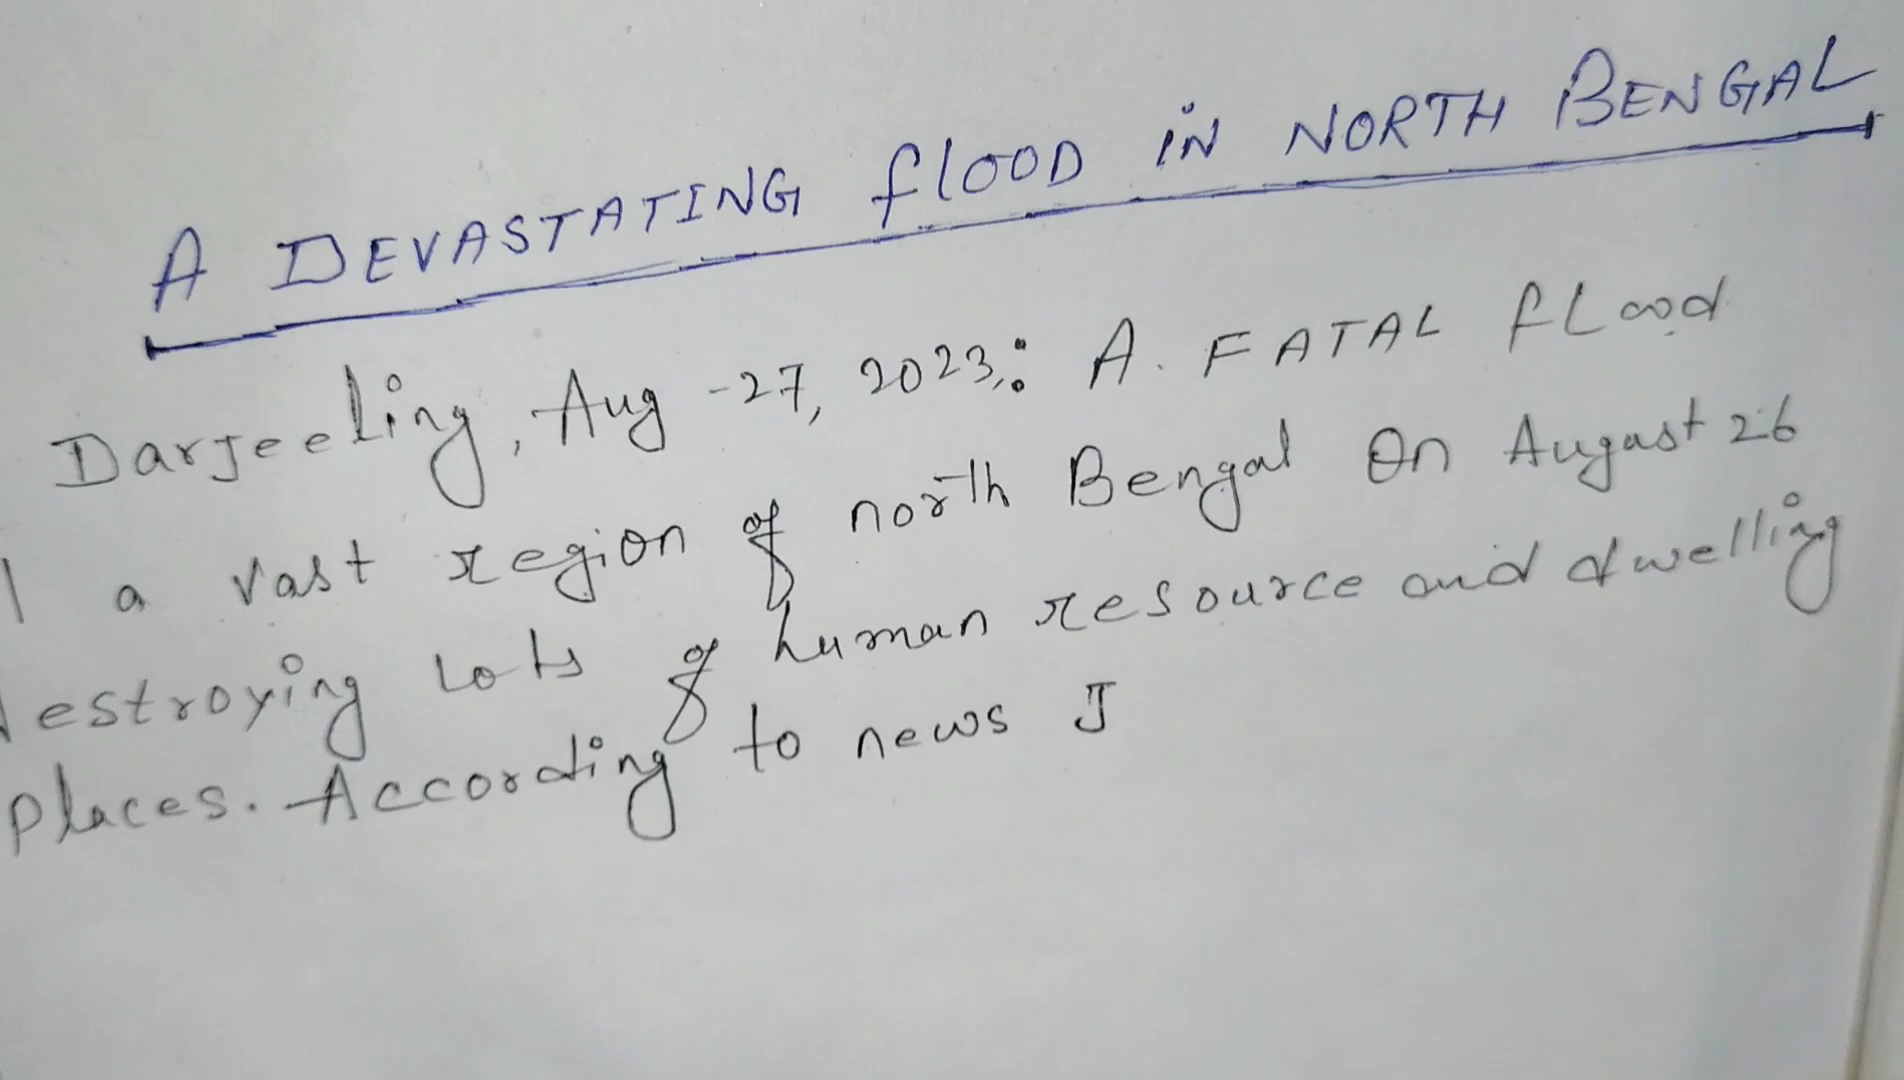 A DEVASTATING flOOD iN NORTH BENGAL
Darjeeling, Aug -27, 2023,: A. FATAL fLood
a vast region of north Bengal On August 26
destroying Lots of human resource and dwelling
places. According to news J